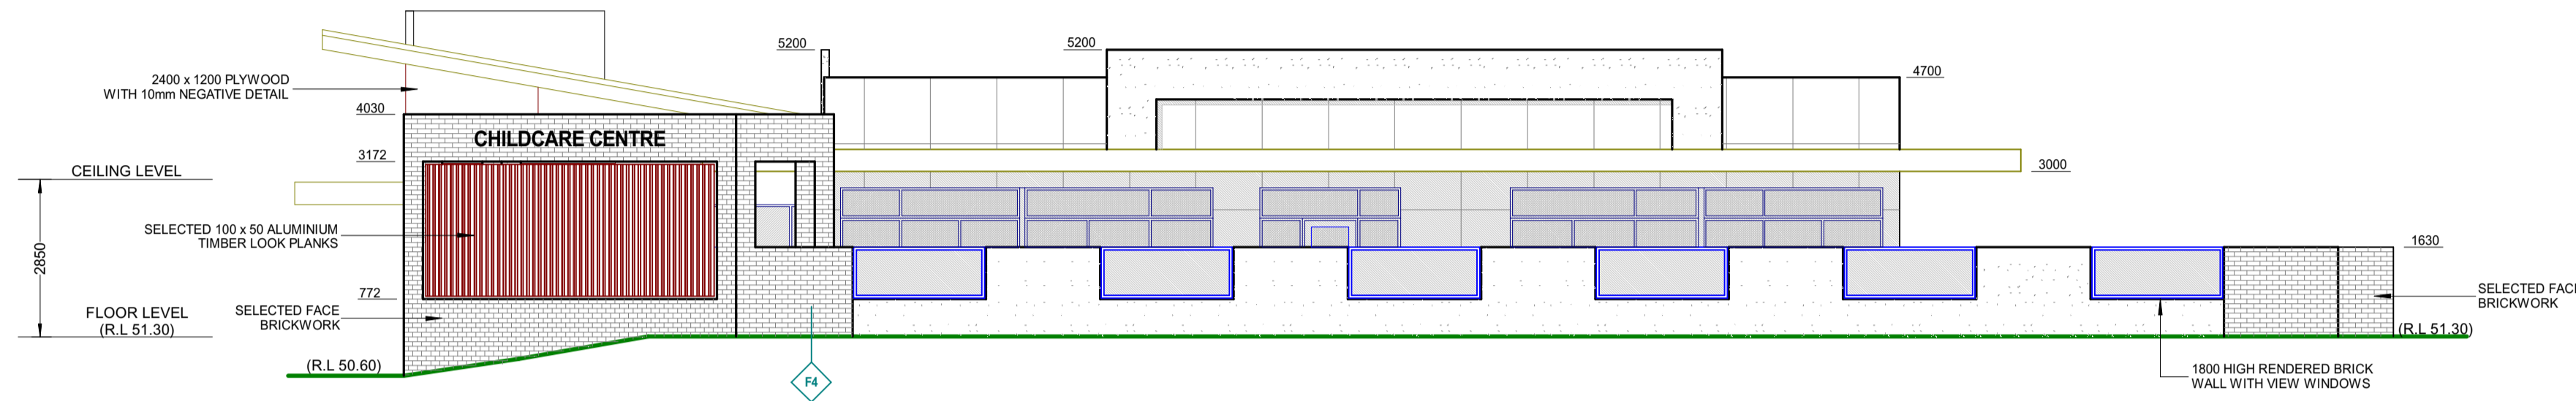 5200
5200
4700
2400 x 1200 PLYWOOD
WITH 10mm NEGATIVE DETAIL
4030
CHILDCARE CENTRE
3172
3000
CEILING LEVEL
SELECTED 100 x 50 ALUMINIUM
TIMBER LOOK PLANKS
2850
1630
772
SELECTED FACE
BRICKWORK
SELECTED FACE
BRICKWORK
FLOOR LEVEL
(R.L 51.30)
(R.L 51.30)
(R.L 50.60)
F4
1800 HIGH RENDERED BRICK
WALL WITH VIEW WINDOWS